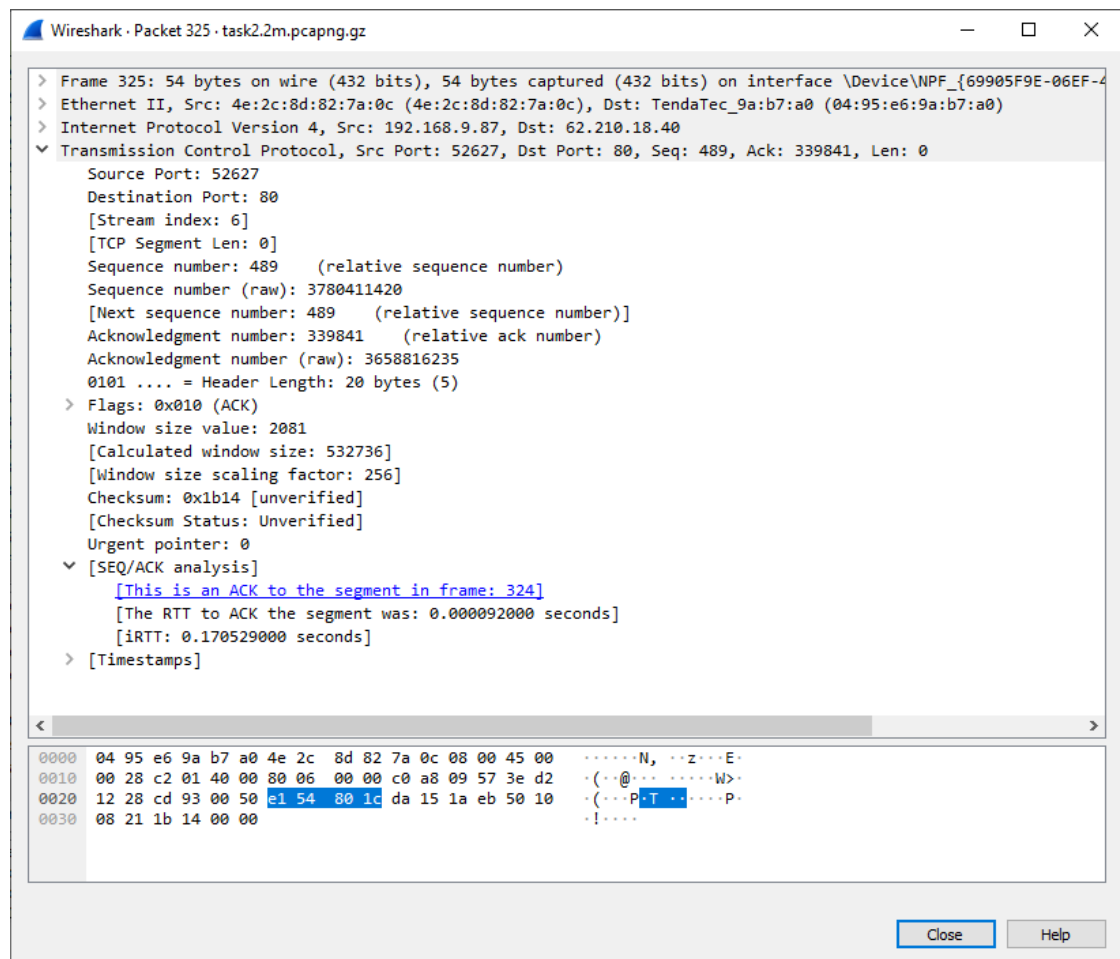 Wireshark · Packet 325 · task2.2m.pcapng.gz
Frame 325: 54 bytes on wire (432 bits), 54 bytes captured (432 bits) on interface \Device\NPF_{69905F9E-06EF-4
Ethernet II, Src: 4e:2c:8d:82:7a:0c (4e:2c:8d:82:7a:0c), Dst: TendaTec_9a:b7:a0 (04:95:e6:9a:b7:a0)
Internet Protocol Version 4, Src: 192.168.9.87, Dst: 62.210.18.40
Transmission Control Protocol, Src Port: 52627, Dst Port: 80, Seq: 489, Ack: 339841, Len: 0
Source Port: 52627
Destination Port: 80
[Stream index: 6]
[TCP Segment Len: 0]
Sequence number: 489    (relative sequence number)
Sequence number (raw): 3780411420
[Next sequence number: 489    (relative sequence number)]
Acknowledgment number: 339841    (relative ack number)
Acknowledgment number (raw): 3658816235
0101 .... = Header Length: 20 bytes (5)
Flags: 0x010 (ACK)
Window size value: 2081
[Calculated window size: 532736]
[Window size scaling factor: 256]
Checksum: 0x1b14 [unverified]
[Checksum Status: Unverified]
Urgent pointer: 0
[SEQ/ACK analysis]
[This is an ACK to the segment in frame: 324]
[The RTT to ACK the segment was: 0.000092000 seconds]
[iRTT: 0.170529000 seconds]
[Timestamps]
0000  04 95 e6 9a b7 a0 4e 2c  8d 82 7a 0c 08 00 45 00   ······N, ··z···E·
0010  00 28 c2 01 40 00 80 06  00 00 c0 a8 09 57 3e d2   ·(··@··· ·····W>·
0020  12 28 cd 93 00 50 e1 54  80 1c da 15 1a eb 50 10   ·(···P·T ······P·
0030  08 21 1b 14 00 00   ·!····
Close Help